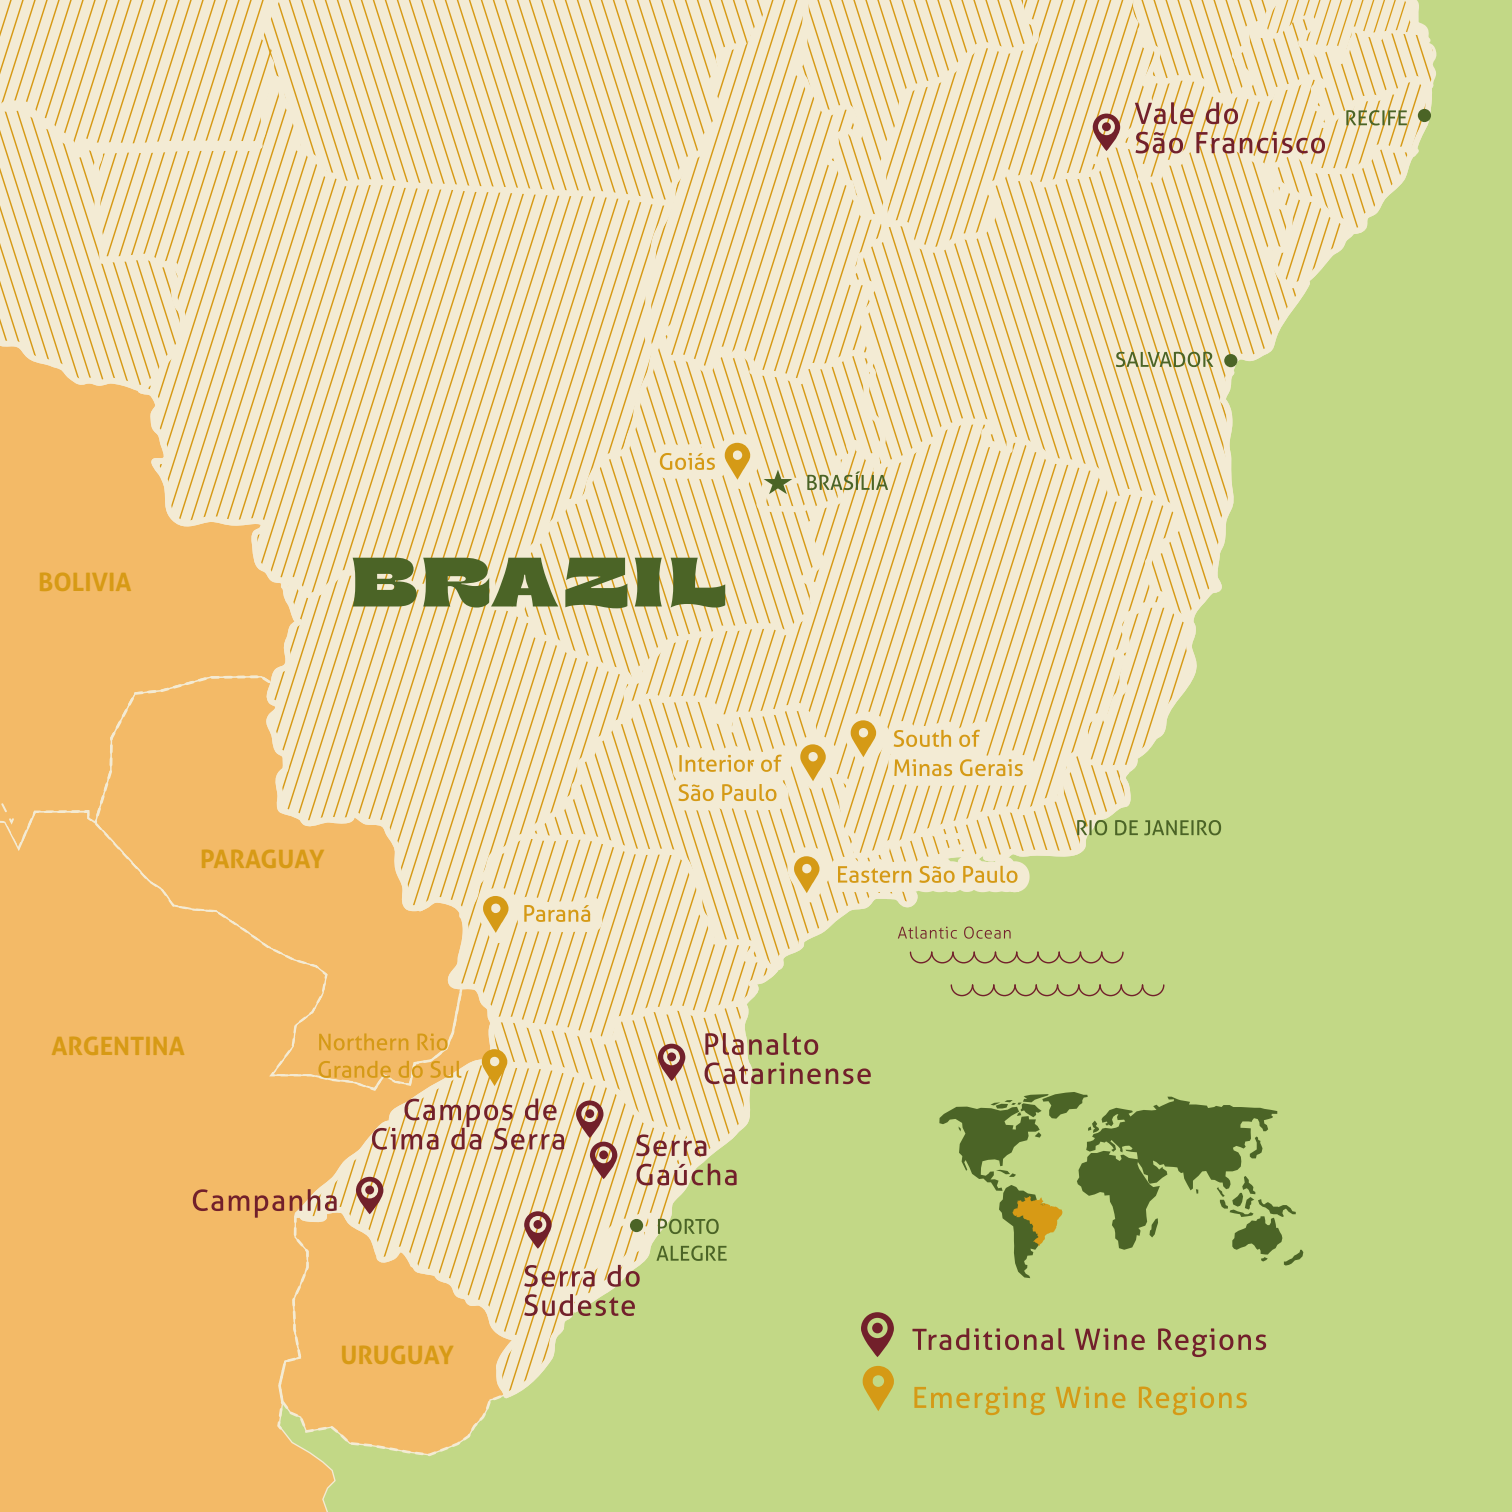 Vale do
São Francisco
RECIFE
SALVADOR
Goiás
BRASÍLIA
BOLIVIA
BRAZIL
South of
Minas Gerais
Interior of
São Paulo
RIO DE JANEIRO
PARAGUAY
Eastern São Paulo
Paraná
Atlantic Ocean
ARGENTINA
Northern Rio
Grande do Sul
Planalto
Catarinense
Campos de
Cima da Serra
Serra
Gaúcha
Campanha
PORTO
ALEGRE
Serra do
Sudeste
URUGUAY
Traditional Wine Regions
Emerging Wine Regions